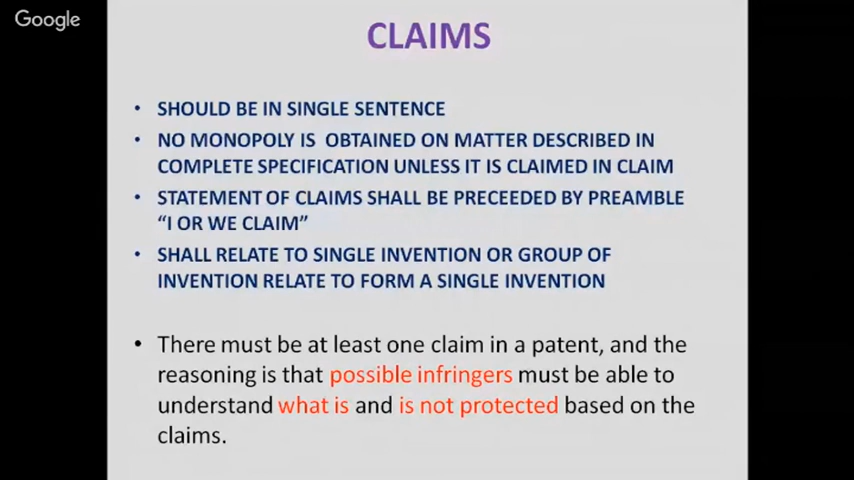 Google
CLAIMS
• SHOULD BE IN SINGLE SENTENCE
• NO MONOPOLY IS OBTAINED ON MATTER DESCRIBED IN
COMPLETE SPECIFICATION UNLESS IT IS CLAIMED IN CLAIM
• STATEMENT OF CLAIMS SHALL BE PRECEEDED BY PREAMBLE
“I OR WE CLAIM”
• SHALL RELATE TO SINGLE INVENTION OR GROUP OF
INVENTION RELATE TO FORM A SINGLE INVENTION
• There must be at least one claim in a patent, and the
reasoning is that possible infringers must be able to
understand what is and is not protected based on the
claims.